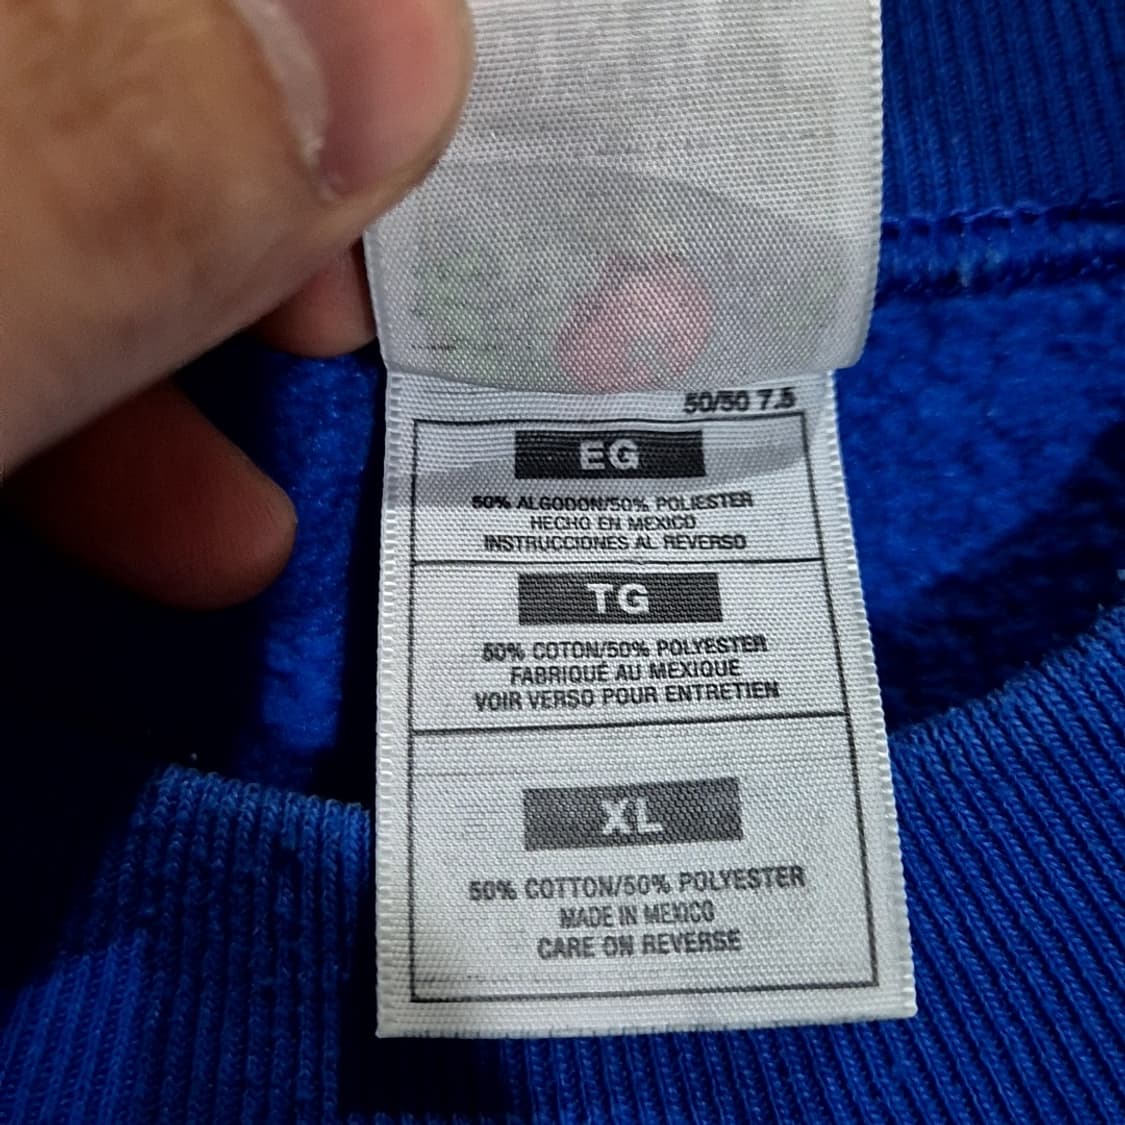 50/50 7.5
EG
50% ALGODON/50% POLIESTER
HECHO EN MEXICO
INSTRUCCIONES AL REVERSO
TG
50% COTON/50% POLYESTER
FABRIQUÉ AU MEXIQUE
VOIR VERSO POUR ENTRETIEN
XL
50% COTTON/50% POLYESTER
MADE IN MEXICO
CARE ON REVERSE